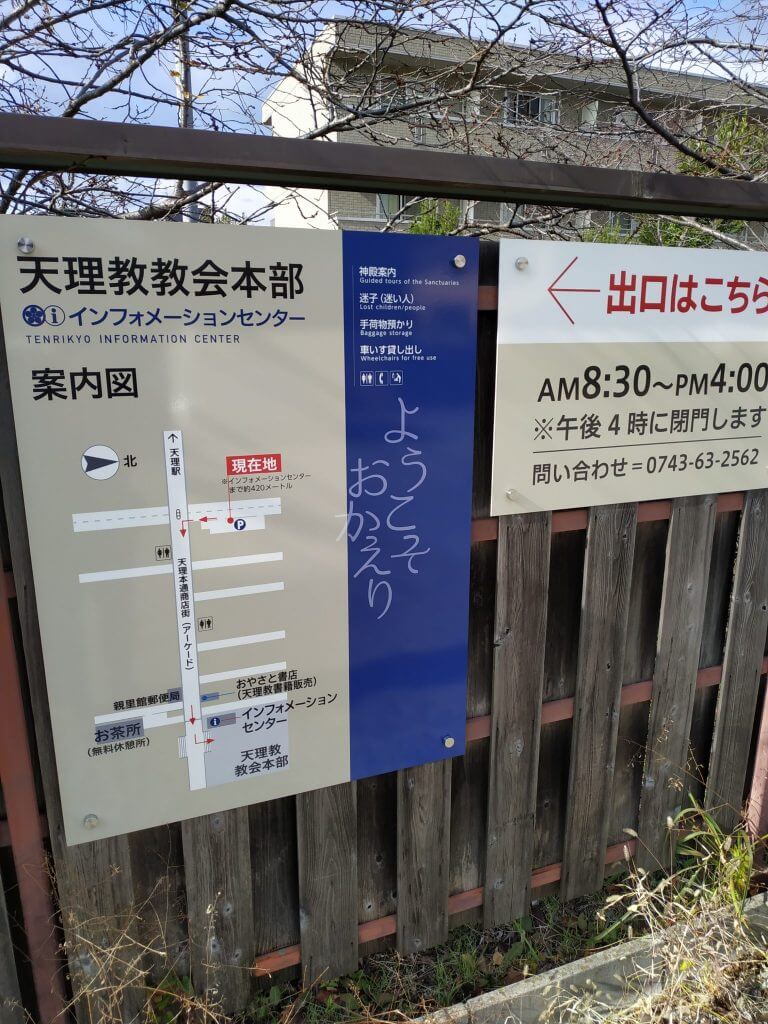 天理教教会本部
iインフォメーションセンター
TENRIKYO INFORMATION CENTER
案内図
北
天理駅
現在地
※インフォメーションセンター
まで約420メートル
P
天理本通商店街(アーケード)
おやさと書店
(天理教書籍販売)
親里館郵便局
お茶所
(無料休憩所)
i
インフォメーション
センター
天理教
教会本部
神殿案内
Guided tours of the Sanctuaries
迷子(迷い人)
Lost children/people
手荷物預かり
Baggage storage
車いす貸し出し
Wheelchairs for free use
ようこそ
おかえり
出口はこちら
AM8:30~PM4:00
※午後4時に閉門します
問い合わせ=0743-63-2562